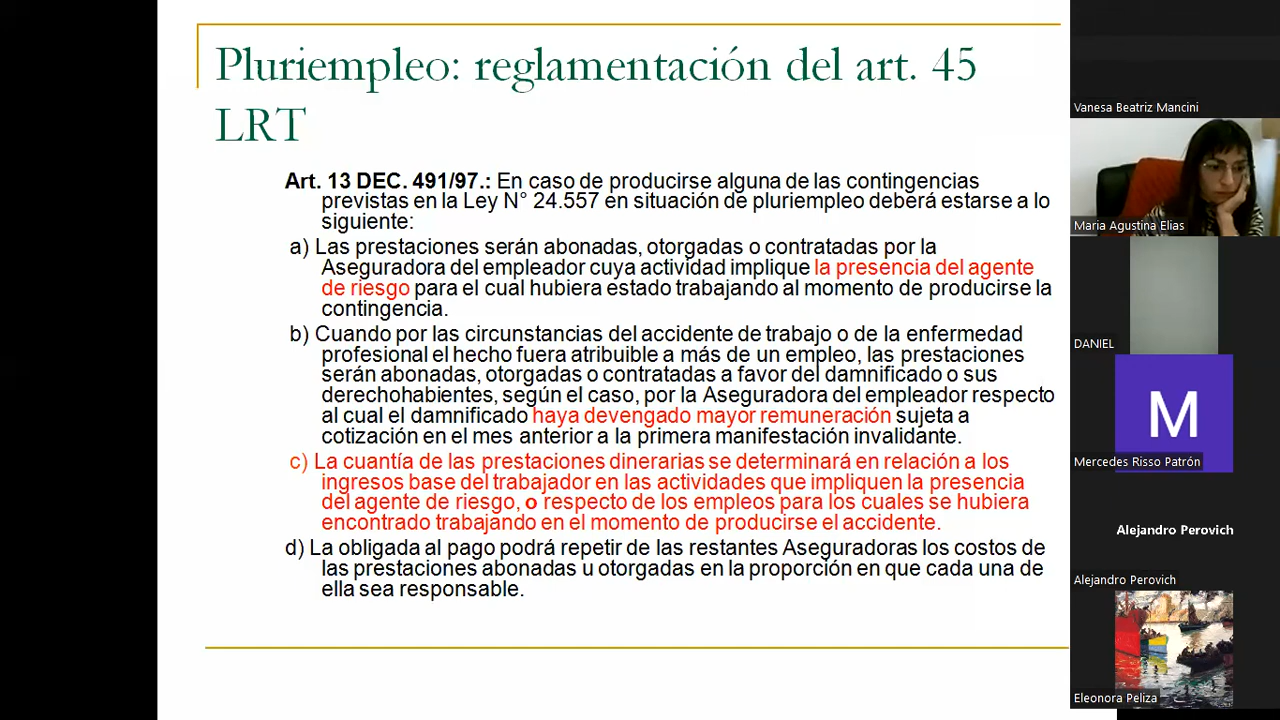 Pluriempleo: reglamentación del art. 45
LRT
Art. 13 DEC. 491/97.: En caso de producirse alguna de las contingencias
previstas en la Ley N° 24.557 en situación de pluriempleo deberá estarse a lo
siguiente:
a) Las prestaciones serán abonadas, otorgadas o contratadas por la
Aseguradora del empleador cuya actividad implique la presencia del agente
de riesgo para el cual hubiera estado trabajando al momento de producirse la
contingencia.
b) Cuando por las circunstancias del accidente de trabajo o de la enfermedad
profesional el hecho fuera atribuible a más de un empleo, las prestaciones
serán abonadas, otorgadas o contratadas a favor del damnificado o sus
derechohabientes, según el caso, por la Aseguradora del empleador respecto
al cual el damnificado haya devengado mayor remuneración sujeta a
cotización en el mes anterior a la primera manifestación invalidante.
c) La cuantía de las prestaciones dinerarias se determinará en relación a los
ingresos base del trabajador en las actividades que impliquen la presencia
del agente de riesgo, o respecto de los empleos para los cuales se hubiera
encontrado trabajando en el momento de producirse el accidente.
d) La obligada al pago podrá repetir de las restantes Aseguradoras los costos de
las prestaciones abonadas u otorgadas en la proporción en que cada una de
ella sea responsable.
Vanesa Beatriz Mancini
Maria Agustina Elias
DANIEL
M
Mercedes Risso Patrón
Alejandro Perovich
Alejandro Perovich
Eleonora Peliza